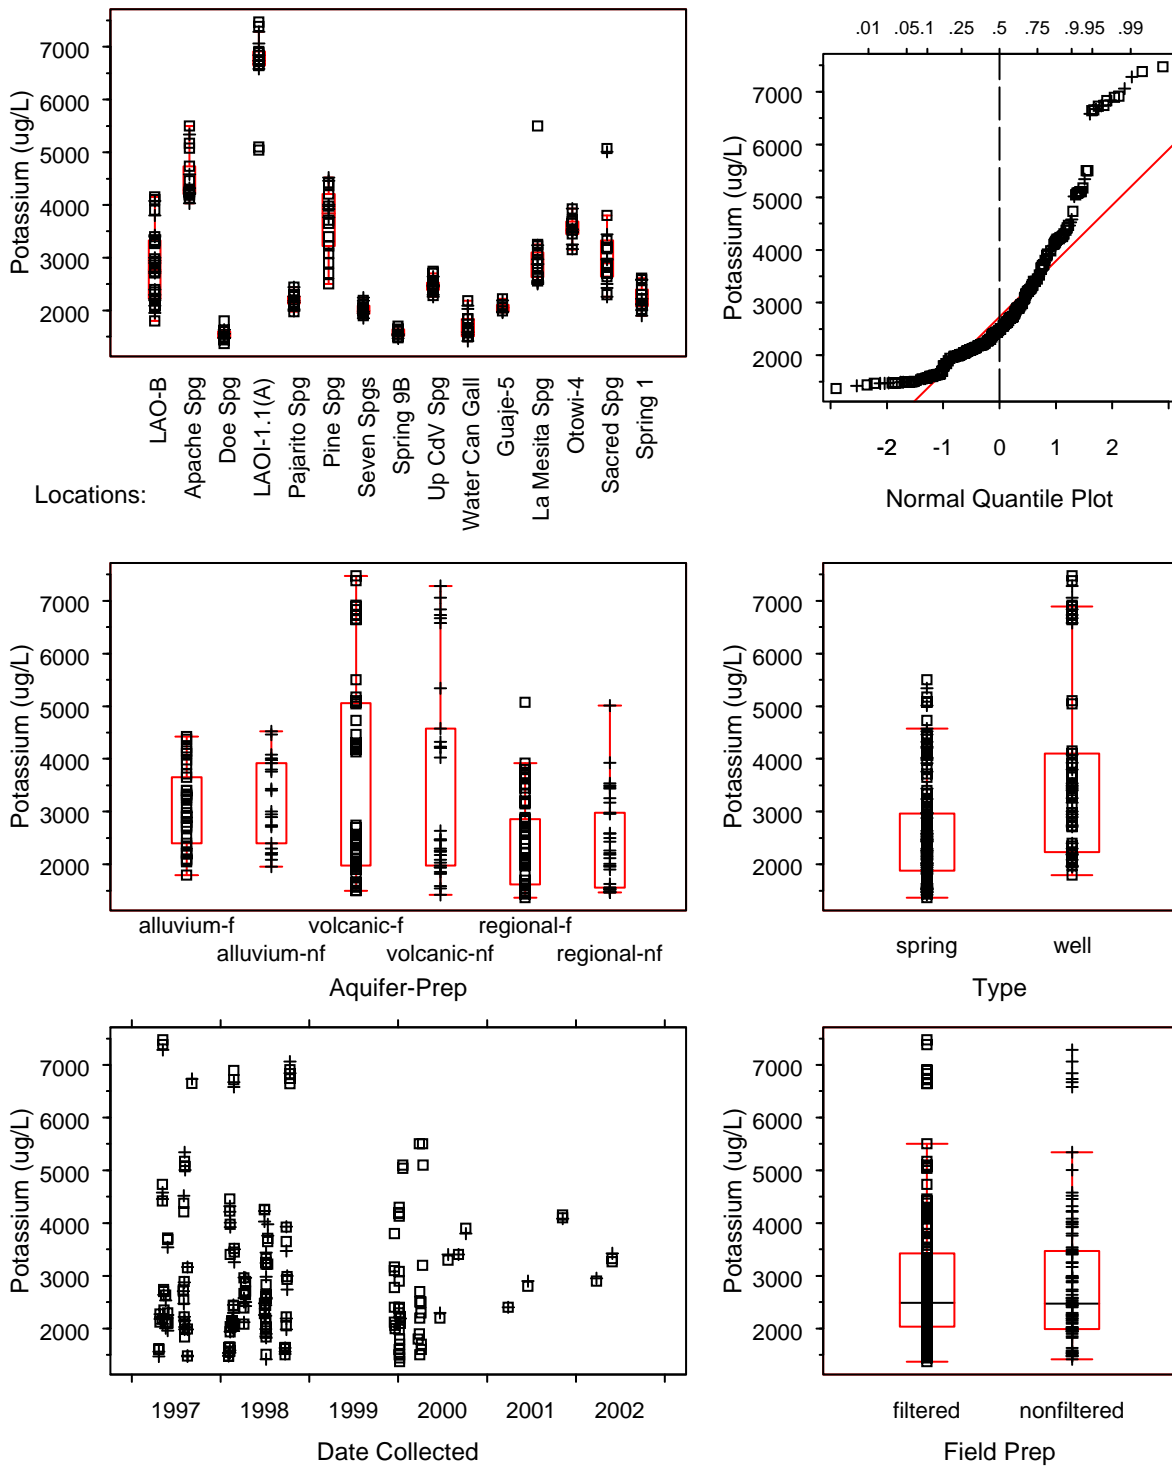 Potassium (ug/L)
7000
6000
5000
4000
3000
2000
LAO-B
Apache Spg
Doe Spg
LAOI-1.1(A)
Pajarito Spg
Pine Spg
Seven Spgs
Spring 9B
Up CdV Spg
Water Can Gall
Guaje-5
La Mesita Spg
Otowi-4
Sacred Spg
Spring 1
Locations:
.01 .05 .1 .25 .5 .75 .9 .95 .99
Potassium (ug/L)
7000
6000
5000
4000
3000
2000
-2 -1 0 1 2
Normal Quantile Plot
Potassium (ug/L)
7000
6000
5000
4000
3000
2000
alluvium-f volcanic-f regional-f
alluvium-nf volcanic-nf regional-nf
Aquifer-Prep
Potassium (ug/L)
7000
6000
5000
4000
3000
2000
spring well
Type
Potassium (ug/L)
7000
6000
5000
4000
3000
2000
1997 1998 1999 2000 2001 2002
Date Collected
Potassium (ug/L)
7000
6000
5000
4000
3000
2000
filtered nonfiltered
Field Prep